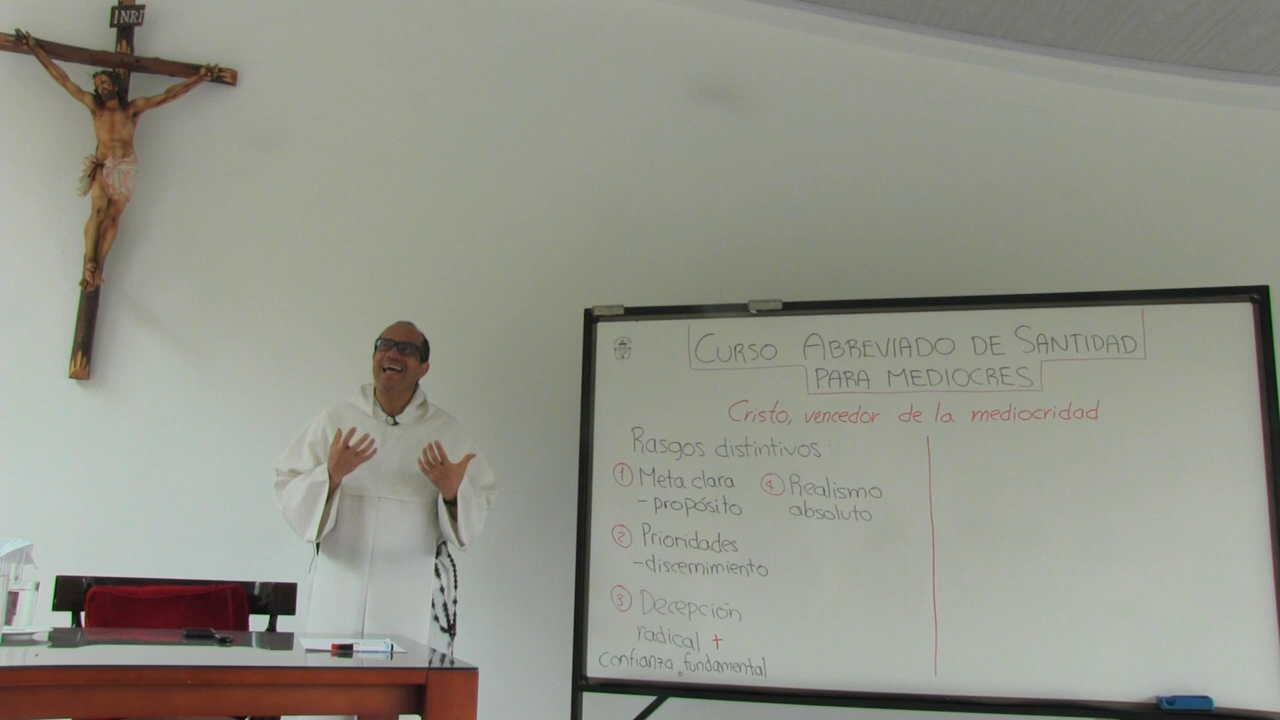 INRI
CURSO ABREVIADO DE SANTIDAD
PARA MEDIOCRES
Cristo, vencedor de la mediocridad
Rasgos distintivos:
① Meta clara
- propósito
② Prioridades
- discernimiento
③ Decepción
radical +
confianza fundamental
④ Realismo
absoluto